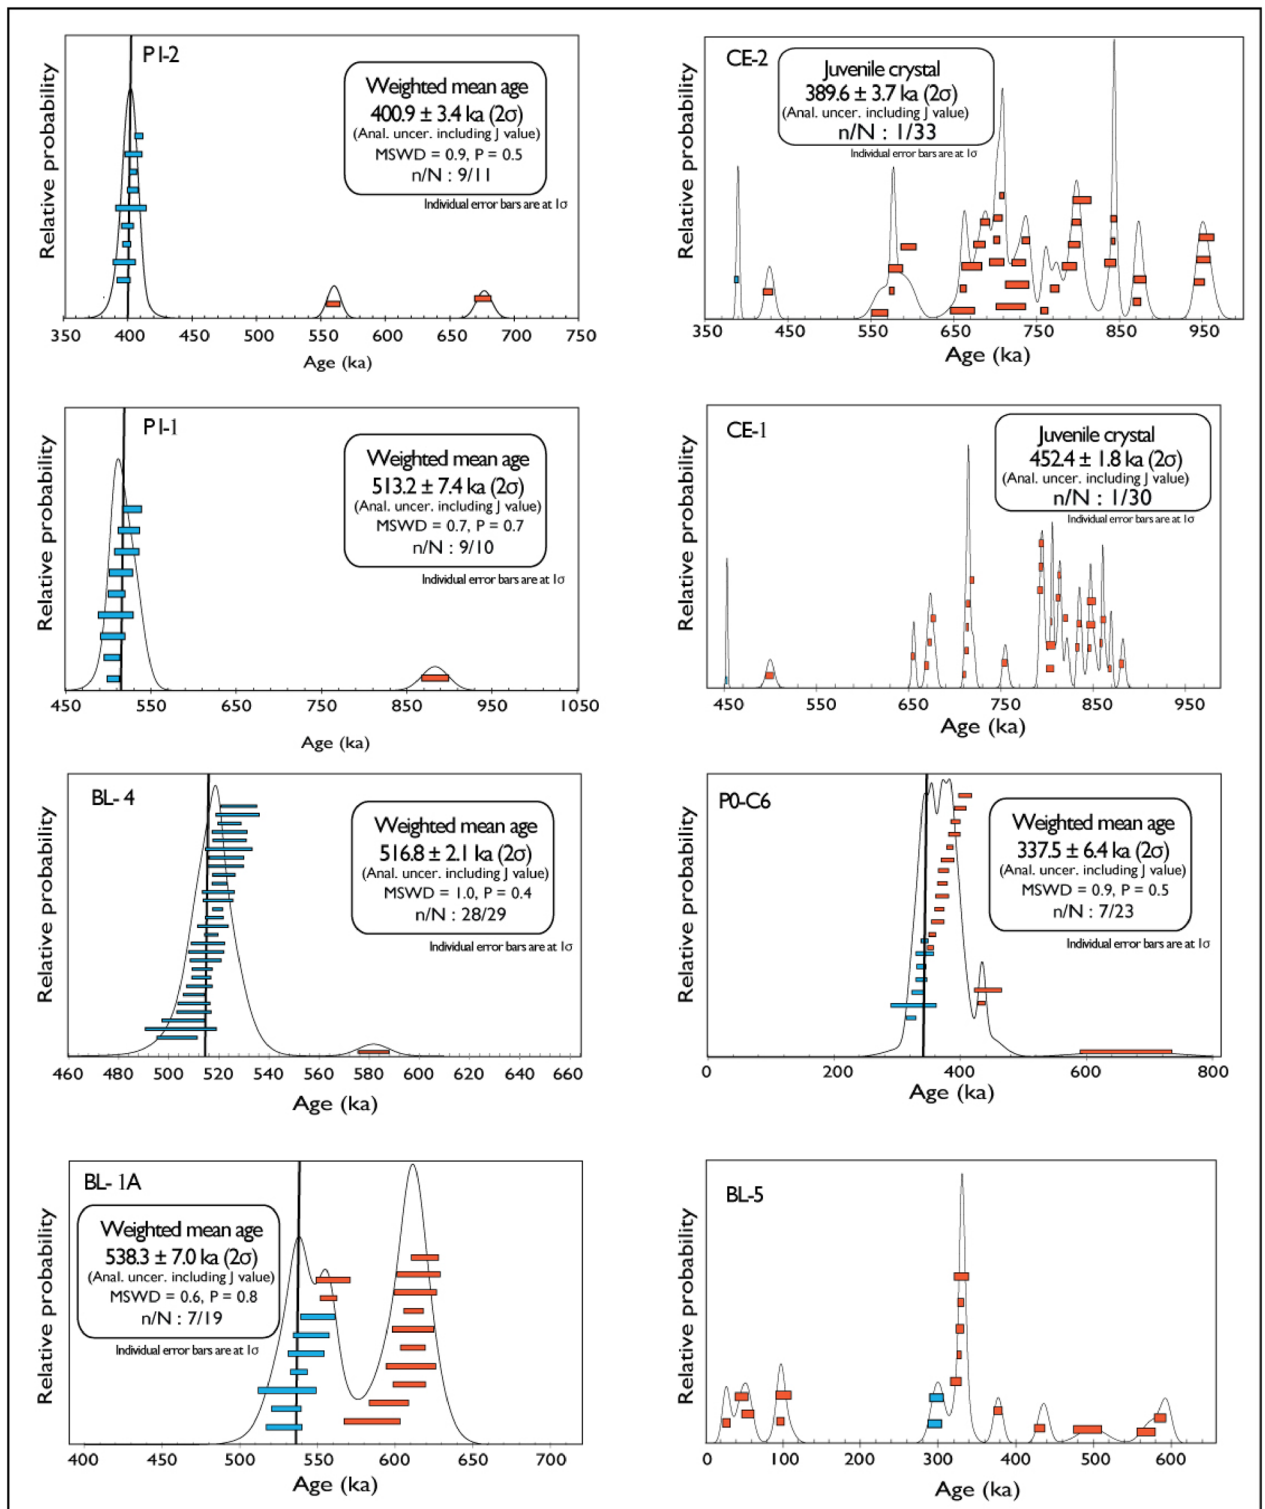 PI-2
Weighted mean age
400.9 ± 3.4 ka (2σ)
(Anal. uncer. including J value)
MSWD = 0.9, P = 0.5
n/N : 9/11
Individual error bars are at 1σ
Relative probability
350 400 450 500 550 600 650 700 750
Age (ka)
CE-2
Juvenile crystal
389.6 ± 3.7 ka (2σ)
(Anal. uncer. including J value)
n/N : 1/33
Individual error bars are at 1σ
Relative probability
350 450 550 650 750 850 950
Age (ka)
PI-1
Weighted mean age
513.2 ± 7.4 ka (2σ)
(Anal. uncer. including J value)
MSWD = 0.7, P = 0.7
n/N : 9/10
Individual error bars are at 1σ
Relative probability
450 550 650 750 850 950 1050
Age (ka)
CE-1
Juvenile crystal
452.4 ± 1.8 ka (2σ)
(Anal. uncer. including J value)
n/N : 1/30
Individual error bars are at 1σ
Relative probability
450 550 650 750 850 950
Age (ka)
BL-4
Weighted mean age
516.8 ± 2.1 ka (2σ)
(Anal. uncer. including J value)
MSWD = 1.0, P = 0.4
n/N : 28/29
Individual error bars are at 1σ
Relative probability
460 480 500 520 540 560 580 600 620 640 660
Age (ka)
P0-C6
Weighted mean age
337.5 ± 6.4 ka (2σ)
(Anal. uncer. including J value)
MSWD = 0.9, P = 0.5
n/N : 7/23
Individual error bars are at 1σ
Relative probability
0 200 400 600 800
Age (ka)
BL-1A
Weighted mean age
538.3 ± 7.0 ka (2σ)
(Anal. uncer. including J value)
MSWD = 0.6, P = 0.8
n/N : 7/19
Individual error bars are at 1σ
Relative probability
400 450 500 550 600 650 700
Age (ka)
BL-5
Relative probability
0 100 200 300 400 500 600
Age (ka)